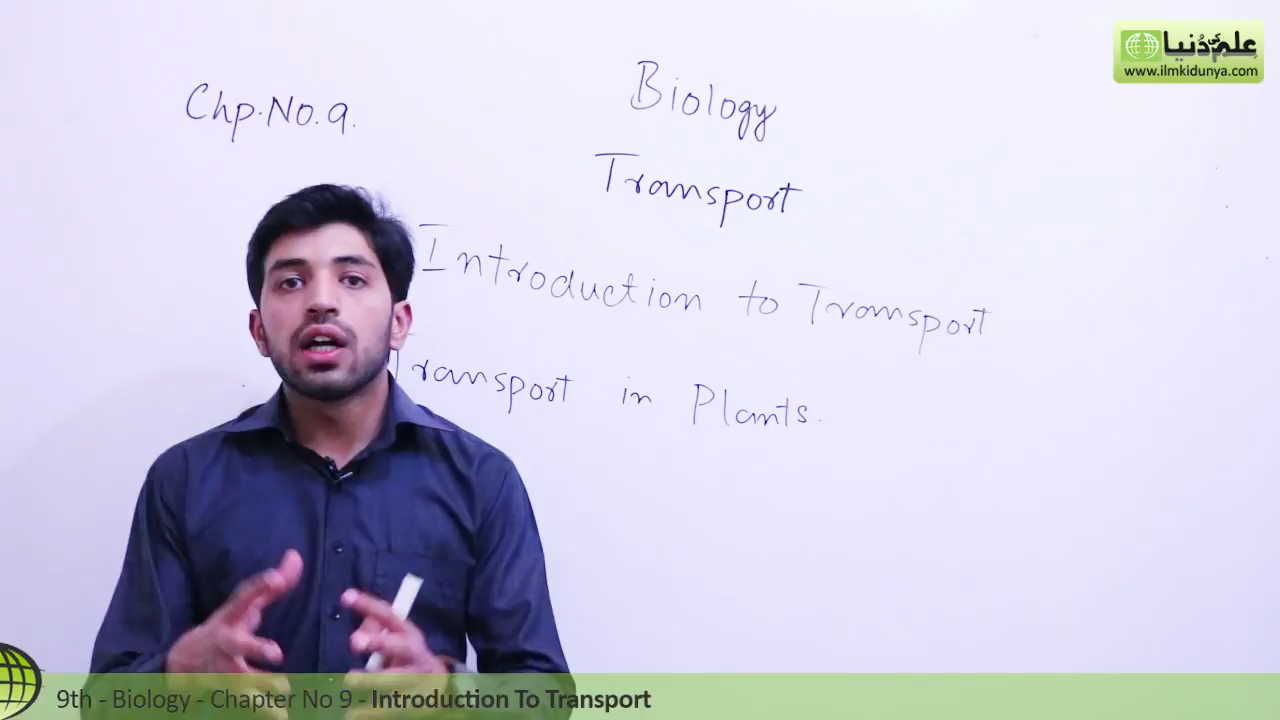 علم کی دُنیا
www.ilmkidunya.com
Chp.No.9.
Biology
Transport
Introduction to Transport
Transport in Plants.
9th - Biology - Chapter No 9 - Introduction To Transport